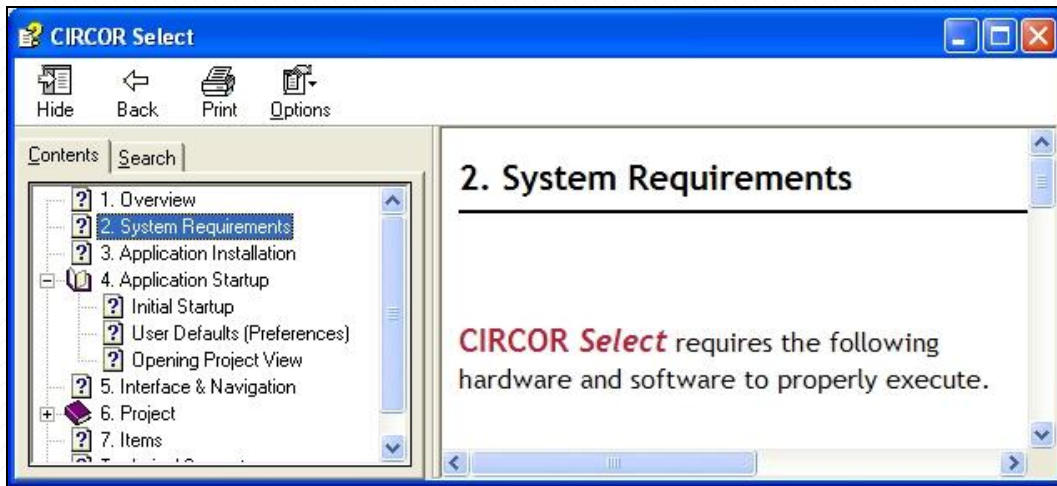 CIRCOR Select
Hide Back Print Options
Contents Search
1. Overview
2. System Requirements
3. Application Installation
4. Application Startup
Initial Startup
User Defaults (Preferences)
Opening Project View
5. Interface & Navigation
6. Project
7. Items
2. System Requirements
CIRCOR Select requires the following
hardware and software to properly execute.